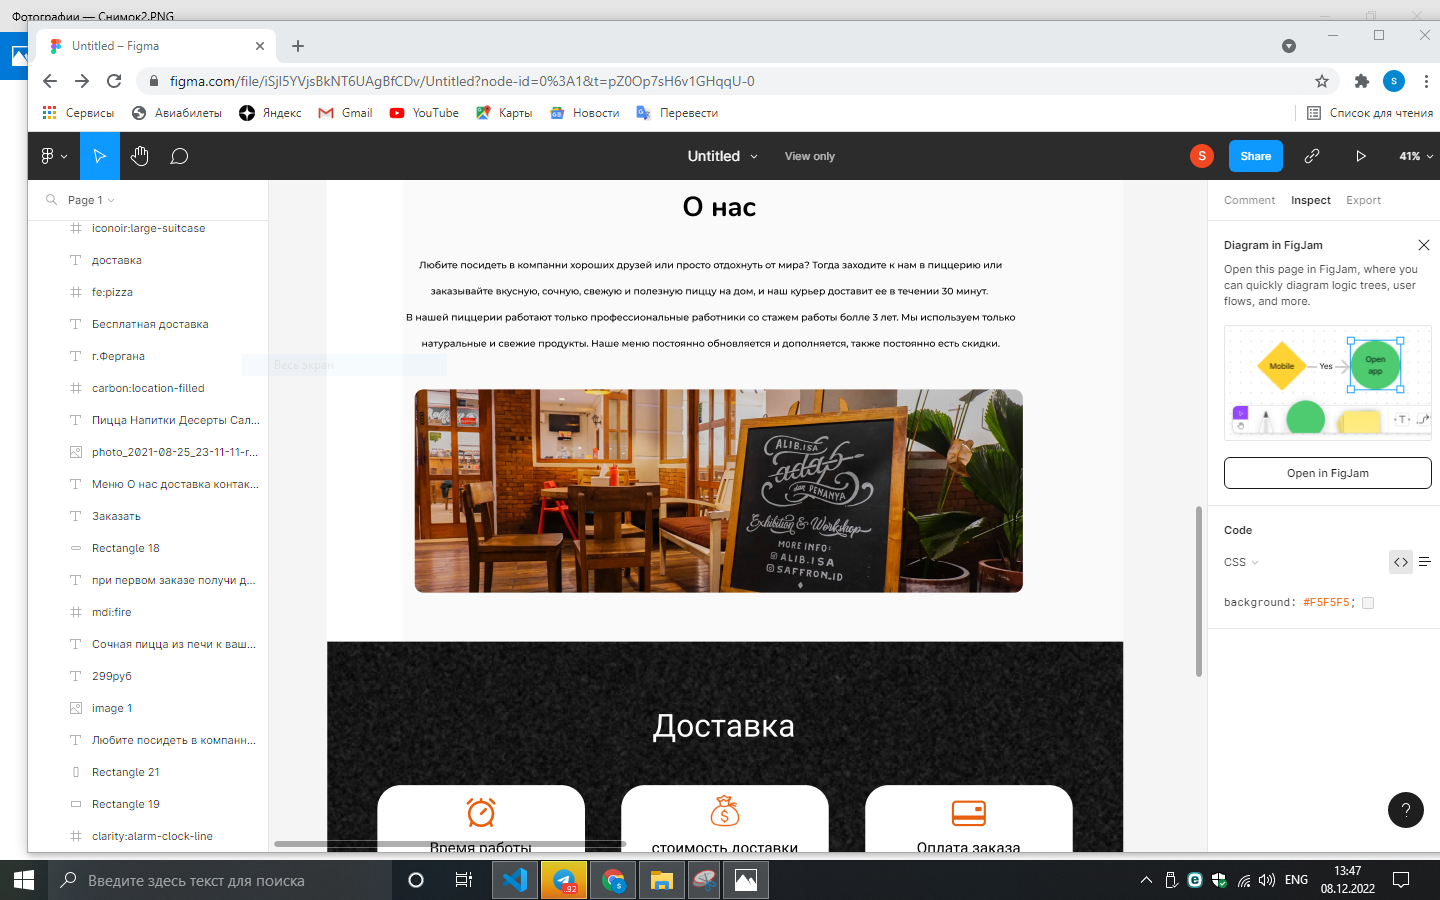 Фотографии — Снимок2.PNG
Untitled – Figma
figma.com/file/iSjI5YVjsBkNT6UAgBfCDv/Untitled?node-id=0%3A1&t=pZ0Op7sH6v1GHqqU-0
S
Сервисы
Авиабилеты
Яндекс
Gmail
YouTube
Карты
Новости
Перевести
Список для чтения
Untitled
View only
S
Share
41%
Page 1
iconoir:large-suitcase
доставка
fe:pizza
Бесплатная доставка
г.Фергана
carbon:location-filled
Пицца Напитки Десерты Сал...
photo_2021-08-25_23-11-11-r...
Меню О нас доставка контак...
Заказать
Rectangle 18
при первом заказе получи д...
mdi:fire
Сочная пицца из печи к ваш...
299руб
image 1
Любите посидеть в компанн...
Rectangle 21
Rectangle 19
clarity:alarm-clock-line
Весь экран
О нас
Любите посидеть в компанни хороших друзей или просто отдохнуть от мира? Тогда заходите к нам в пиццерию или
заказывайте вкусную, сочную, свежую и полезную пиццу на дом, и наш курьер доставит ее в течении 30 минут.
В нашей пиццерии работают только профессиональные работники со стажем работы болле 3 лет. Мы используем только
натуральные и свежие продукты. Наше меню постоянно обновляется и дополняется, также постоянно есть скидки.
ALIB.ISA
adab
dan PENANYA
Exhibition & Workshop
MORE INFO:
ALIB.ISA
SAFFRON_ID
Доставка
Время работы
стоимость доставки
Оплата заказа
Comment
Inspect
Export
Diagram in FigJam
Open this page in FigJam, where you
can quickly diagram logic trees, user
flows, and more.
Mobile
Yes
Open
app
T
Open in FigJam
Code
CSS
background: #F5F5F5;
?
Введите здесь текст для поиска
92
S
ENG
13:47
08.12.2022